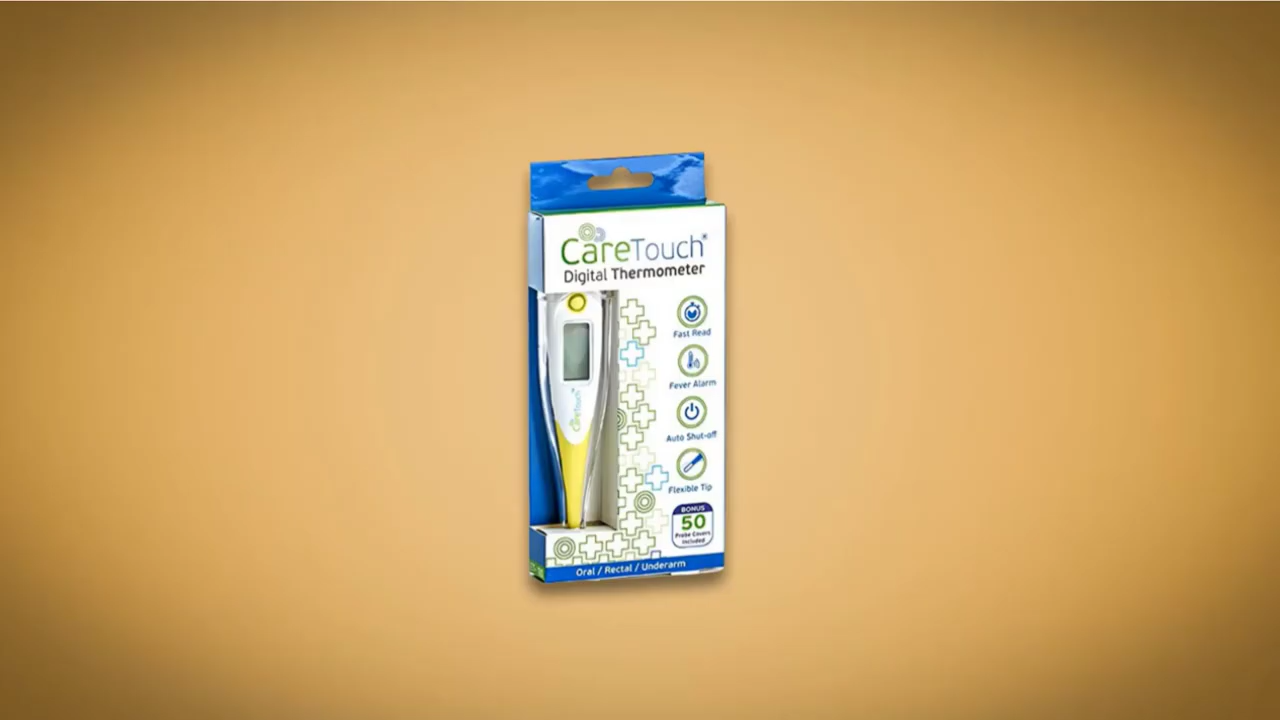 CareTouch
Digital Thermometer
Fast Read
Fever Alarm
CareTouch
Auto Shut-off
Flexible Tip
BONUS
50
Probe Covers
Included
Oral / Rectal / Underarm